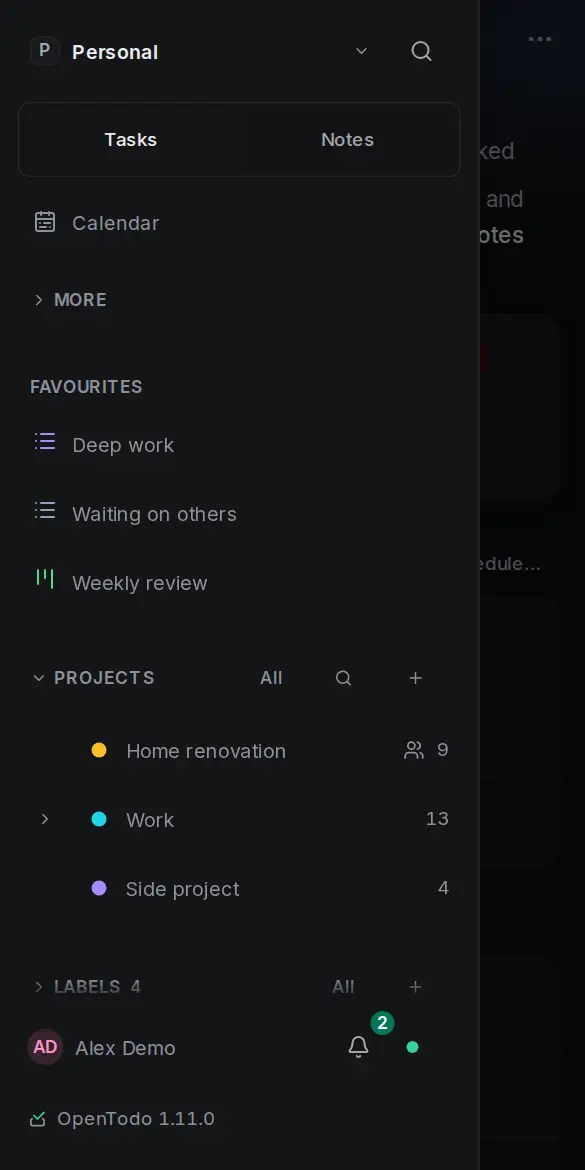 P Personal
Tasks Notes
Calendar
MORE
FAVOURITES
Deep work
Waiting on others
Weekly review
PROJECTS All
Home renovation 9
Work 13
Side project 4
LABELS 4 All
2
AD Alex Demo
OpenTodo 1.11.0
and